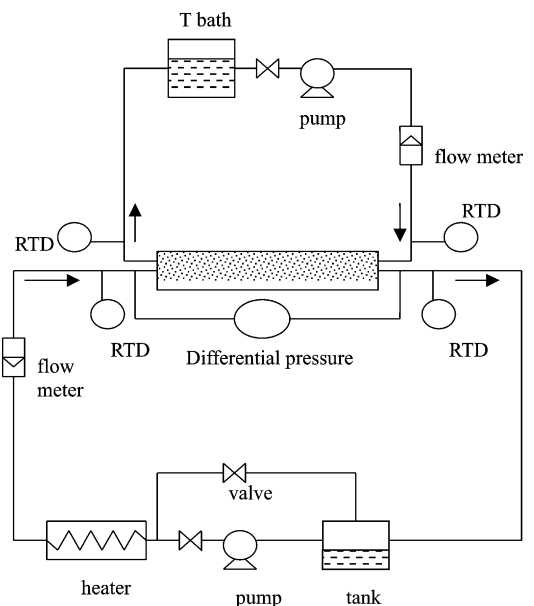 T bath
pump
flow meter
RTD
RTD
RTD
RTD
Differential pressure
flow
meter
valve
heater
pump
tank